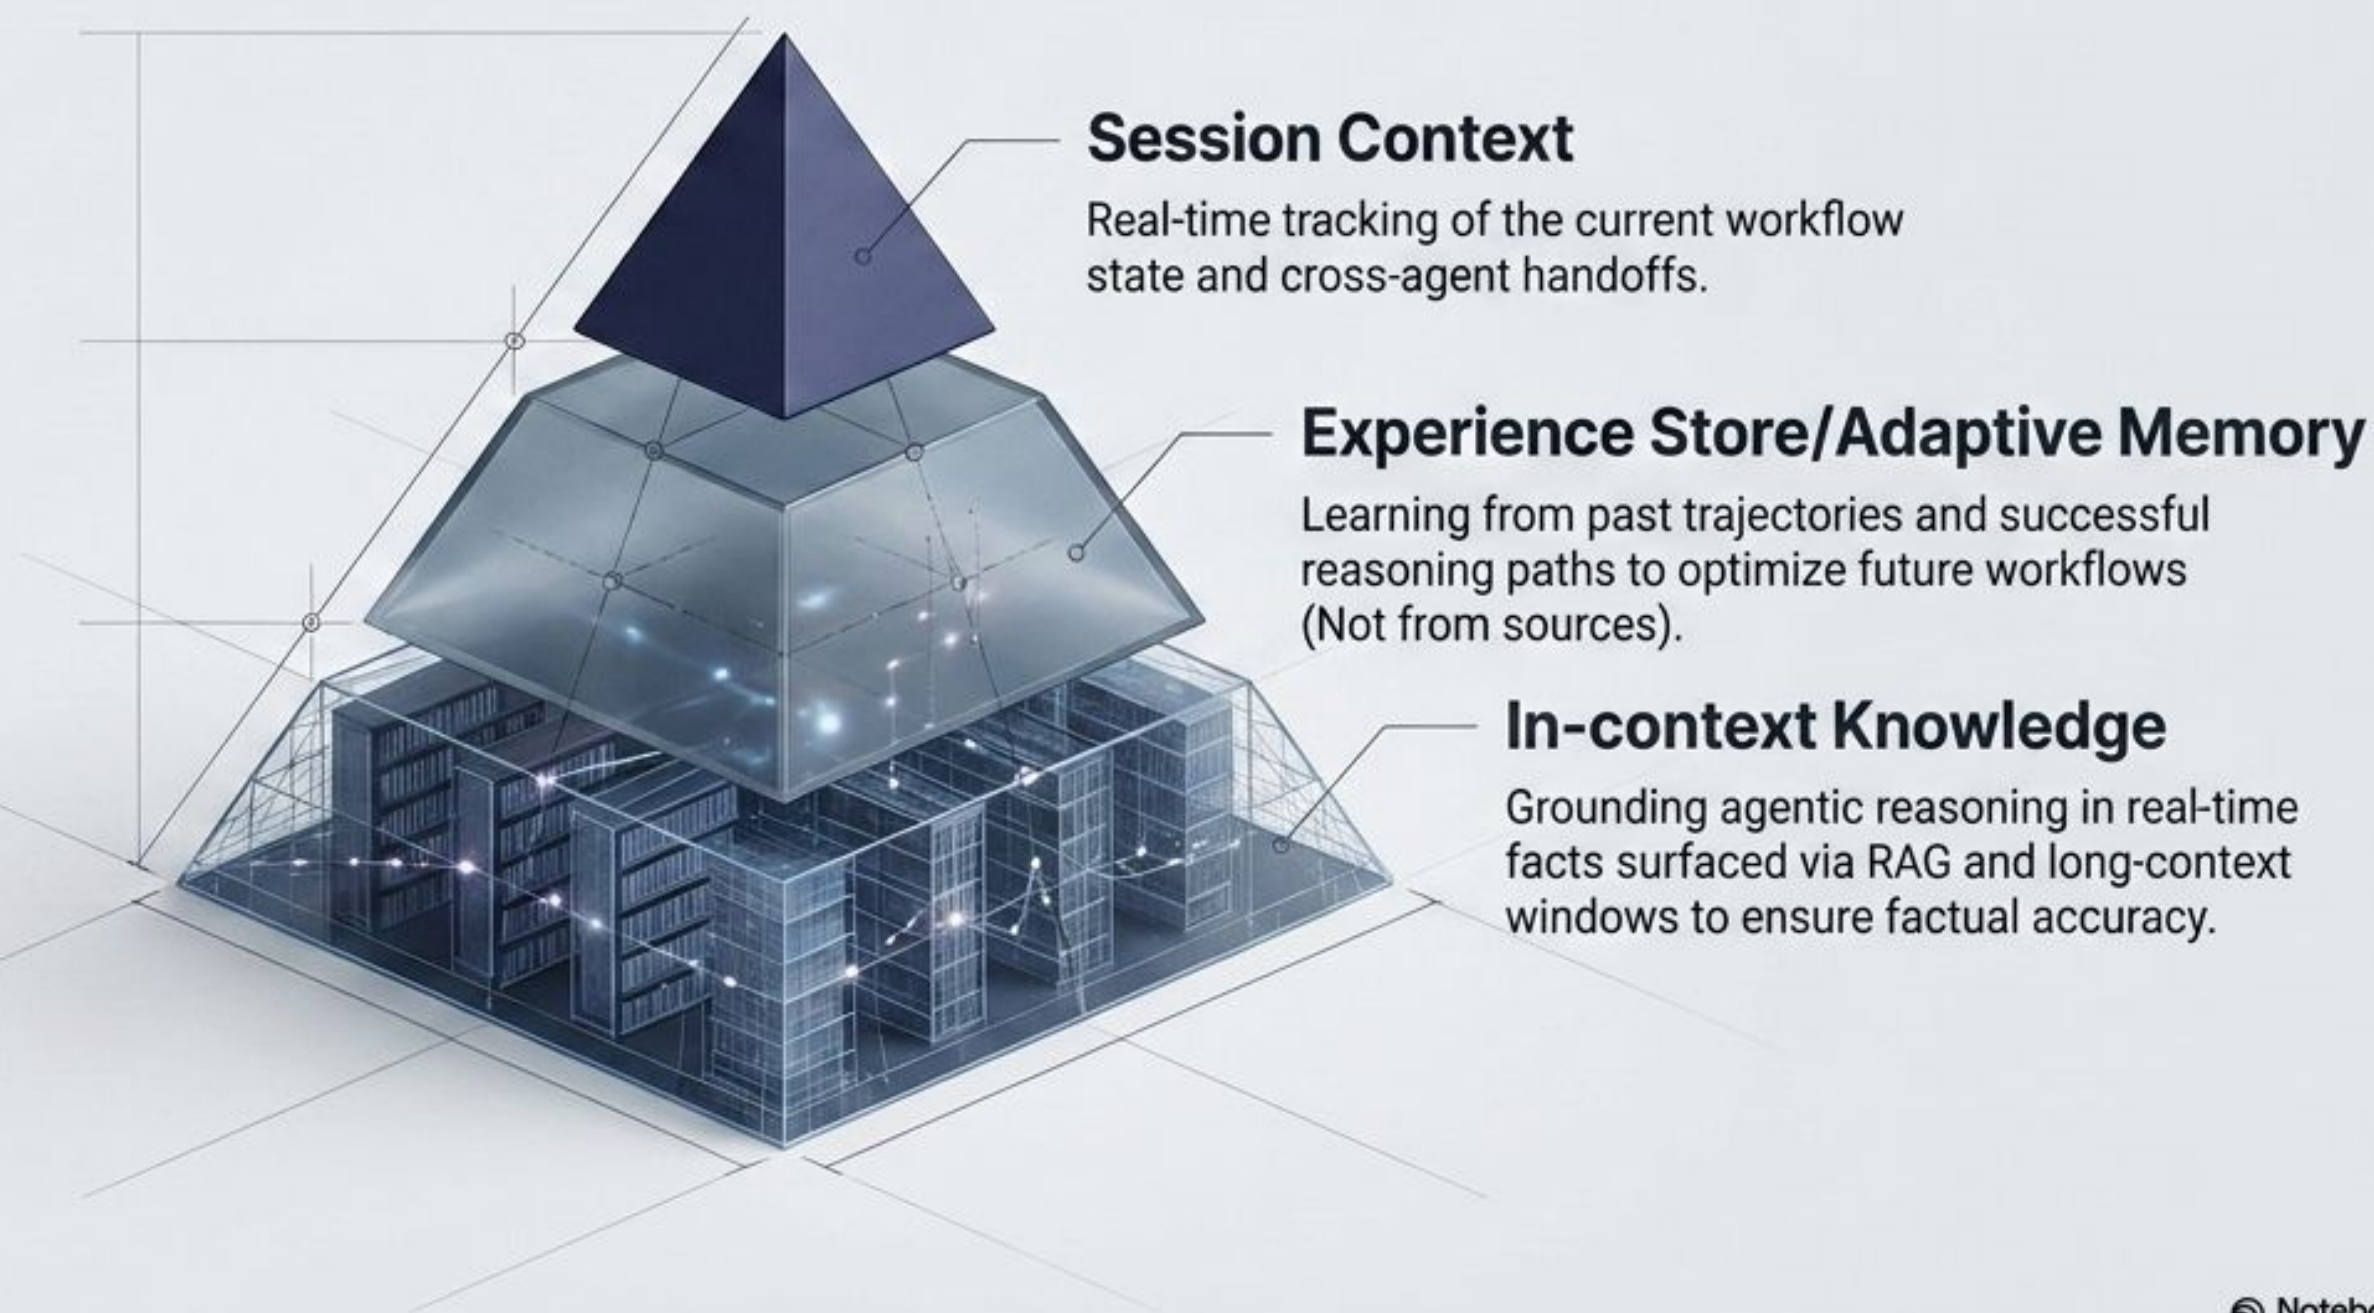 Session Context
Real-time tracking of the current workflow
state and cross-agent handoffs.
Experience Store/Adaptive Memory
Learning from past trajectories and successful
reasoning paths to optimize future workflows
(Not from sources).
In-context Knowledge
Grounding agentic reasoning in real-time
facts surfaced via RAG and long-context
windows to ensure factual accuracy.